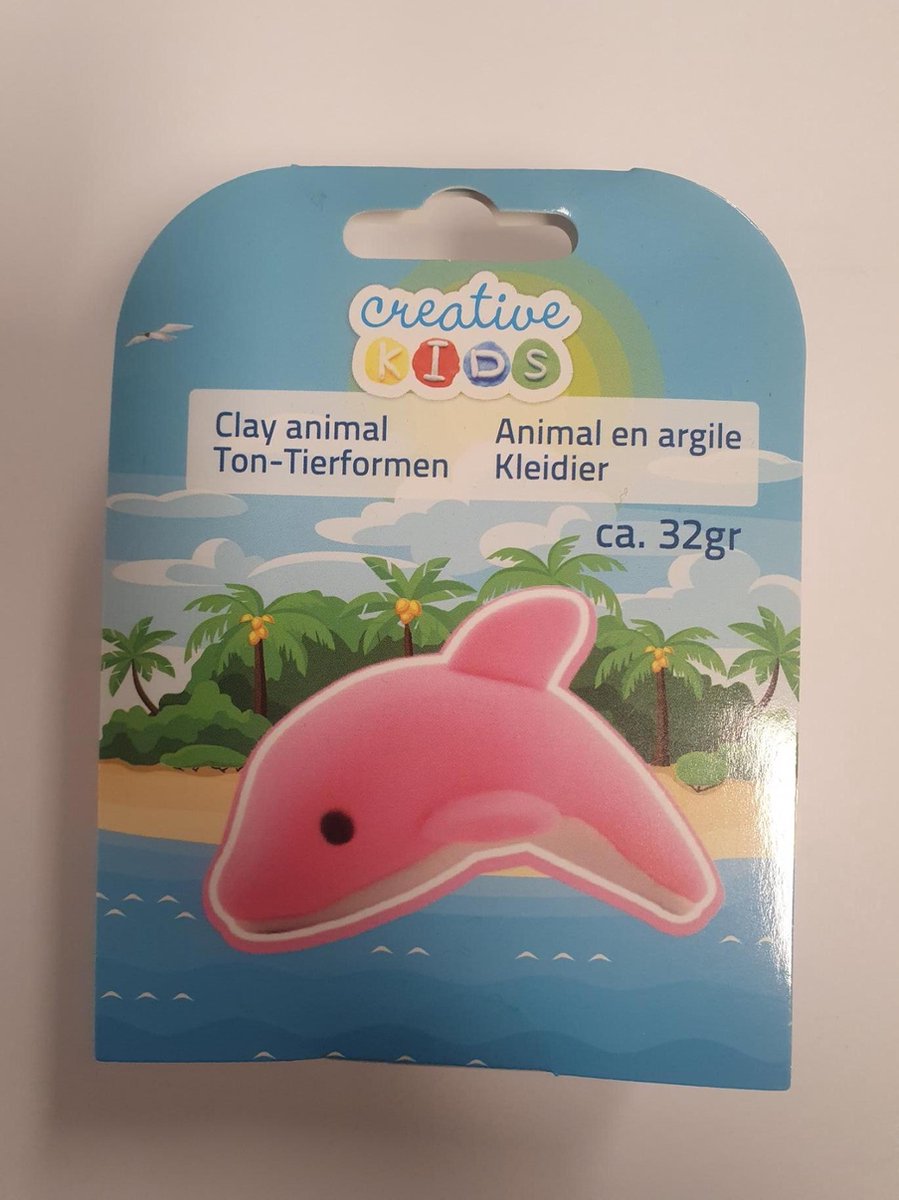 creative
KIDS
Clay animal
Ton-Tierformen
Animal en argile
Kleidier
ca. 32gr